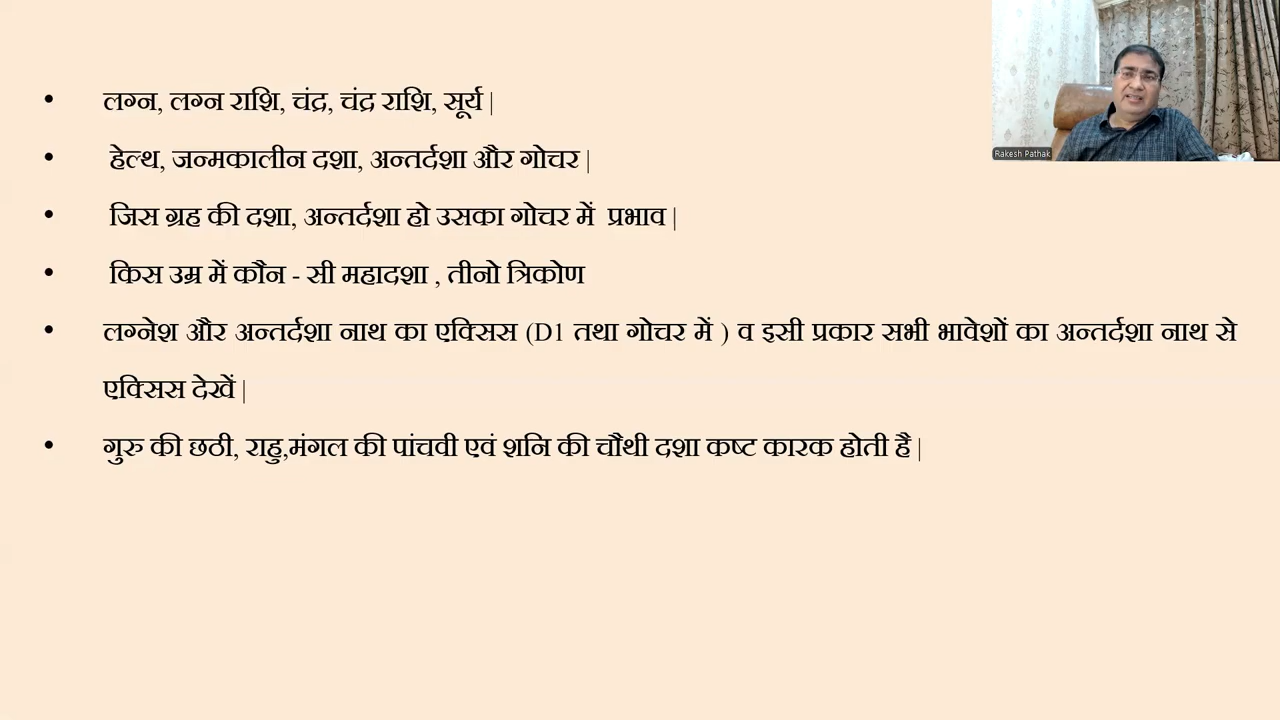 • लग्न, लग्न राशि, चंद्र, चंद्र राशि, सूर्य |
• हेल्थ, जन्मकालीन दशा, अन्तर्दशा और गोचर |
• जिस ग्रह की दशा, अन्तर्दशा हो उसका गोचर में प्रभाव |
• किस उम्र में कौन - सी महादशा , तीनो त्रिकोण
• लग्नेश और अन्तर्दशा नाथ का एक्सिस (D1 तथा गोचर में ) व इसी प्रकार सभी भावेशों का अन्तर्दशा नाथ से
एक्सिस देखें |
• गुरु की छठी, राहु,मंगल की पांचवी एवं शनि की चौथी दशा कष्ट कारक होती है |
Rakesh Pathak